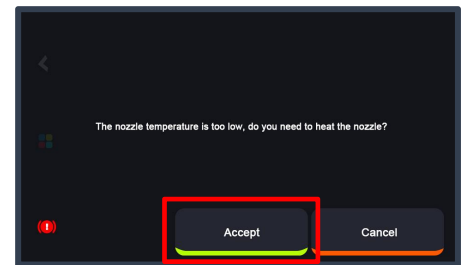 The nozzle temperature is too low, do you need to heat the nozzle?
Accept
Cancel